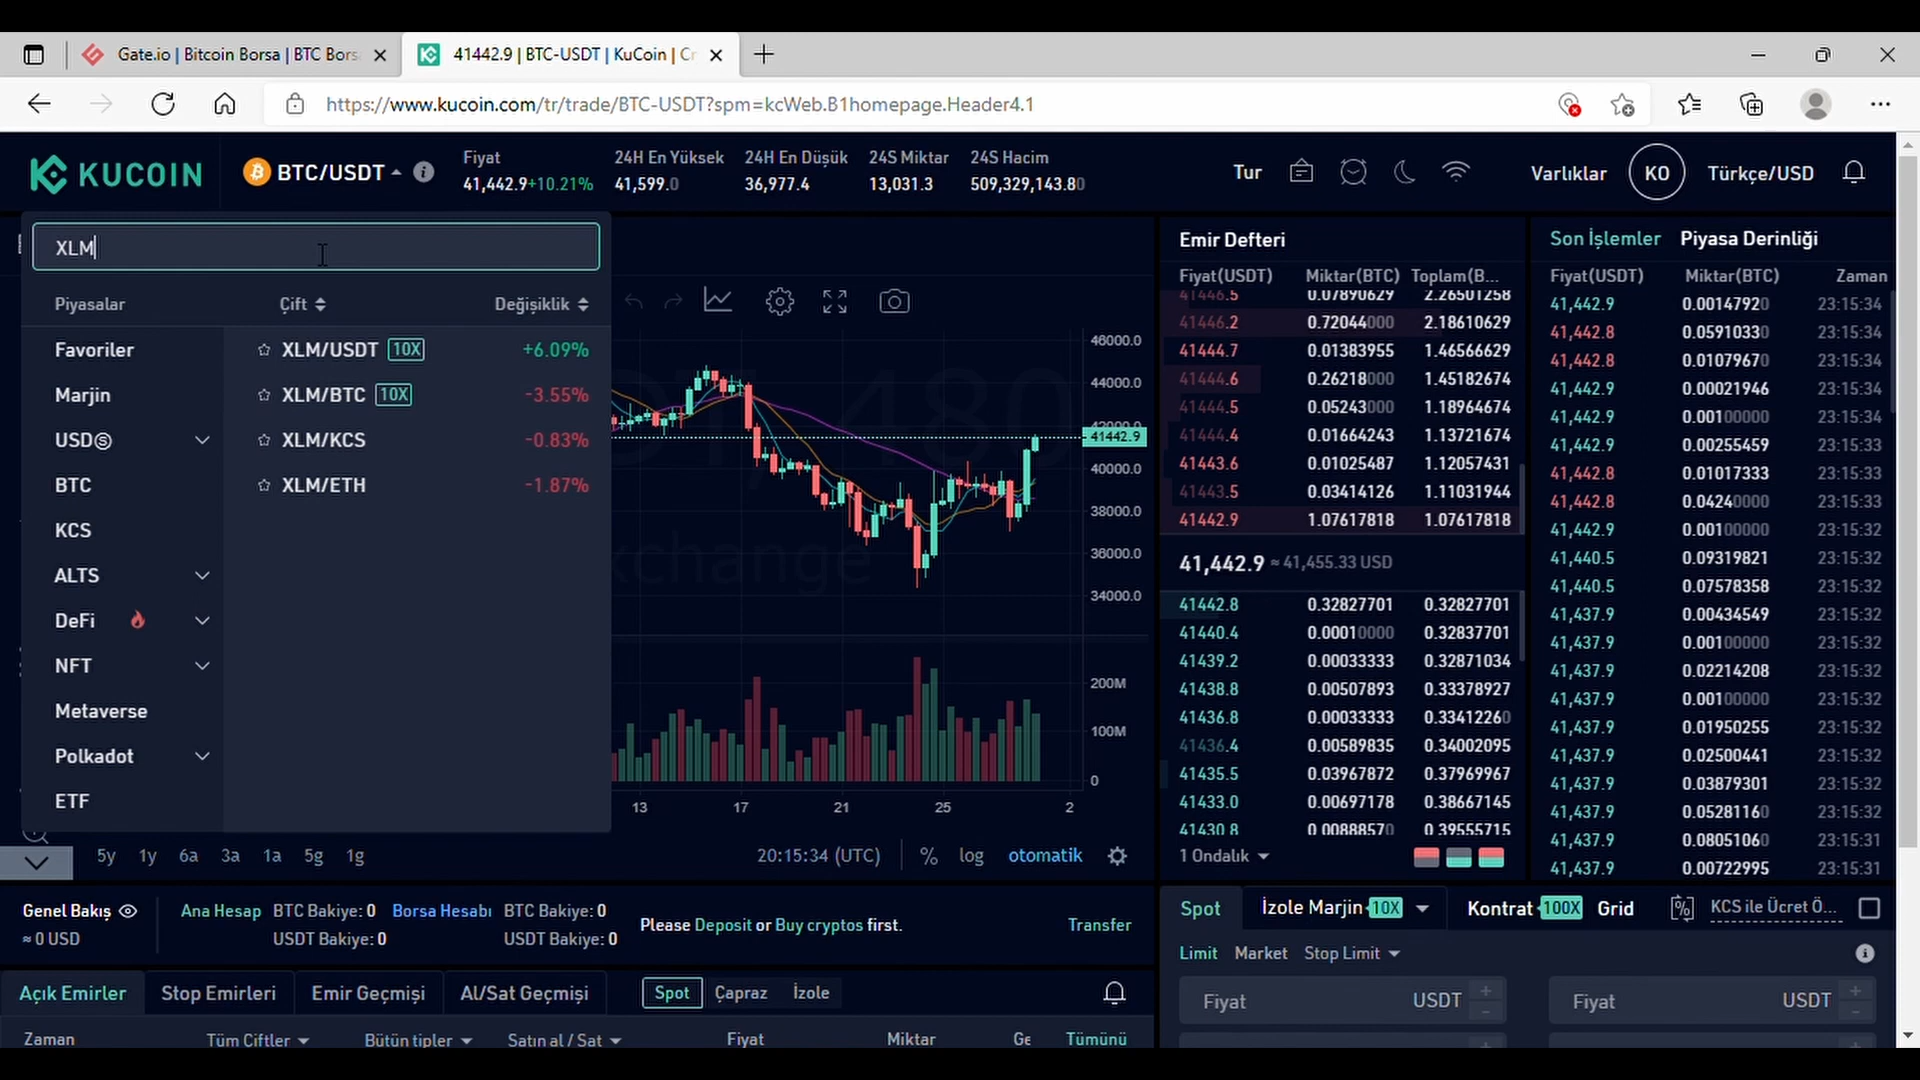 Gate.io | Bitcoin Borsa | BTC Bors
41442.9 | BTC-USDT | KuCoin | Cr
https://www.kucoin.com/tr/trade/BTC-USDT?spm=kcWeb.B1homepage.Header4.1
KUCOIN
BTC/USDT
Fiyat 24H En Yüksek 24H En Düşük 24S Miktar 24S Hacim
41,442.9 +10.21% 41,599.0 36,977.4 13,031.3 509,329,143.80
Tur Varlıklar KO Türkçe/USD
XLM
Piyasalar Çift Değişiklik
Favoriler XLM/USDT 10X +6.09%
Marjin XLM/BTC 10X -3.55%
USDⓈ XLM/KCS -0.83%
BTC XLM/ETH -1.87%
KCS
ALTS
DeFi
NFT
Metaverse
Polkadot
ETF
46000.0
44000.0
42000.0
41442.9
40000.0
38000.0
36000.0
34000.0
200M
100M
0
13 17 21 25 2
5y 1y 6a 3a 1a 5g 1g 20:15:34 (UTC) % log otomatik
Emir Defteri
Fiyat(USDT) Miktar(BTC) Toplam(B...
41446.5 0.07890629 2.26501258
41446.2 0.72044000 2.18610629
41444.7 0.01383955 1.46566629
41444.6 0.26218000 1.45182674
41444.5 0.05243000 1.18964674
41444.4 0.01664243 1.13721674
41443.6 0.01025487 1.12057431
41443.5 0.03414126 1.11031944
41442.9 1.07617818 1.07617818
41,442.9 ≈ 41,455.33 USD
41442.8 0.32827701 0.32827701
41440.4 0.00010000 0.32837701
41439.2 0.00033333 0.32871034
41438.8 0.00507893 0.33378927
41436.8 0.00033333 0.33412260
41436.4 0.00589835 0.34002095
41435.5 0.03967872 0.37969967
41433.0 0.00697178 0.38667145
41430.8 0.00888570 0.39555715
1 Ondalık
Son İşlemler Piyasa Derinliği
Fiyat(USDT) Miktar(BTC) Zaman
41,442.9 0.00147920 23:15:34
41,442.8 0.05910330 23:15:34
41,442.8 0.01079670 23:15:34
41,442.9 0.00021946 23:15:34
41,442.9 0.00100000 23:15:34
41,442.9 0.00255459 23:15:33
41,442.8 0.01017333 23:15:33
41,442.8 0.04240000 23:15:33
41,442.9 0.00100000 23:15:32
41,440.5 0.09319821 23:15:32
41,440.5 0.07578358 23:15:32
41,437.9 0.00434549 23:15:32
41,437.9 0.00100000 23:15:32
41,437.9 0.02214208 23:15:32
41,437.9 0.00100000 23:15:32
41,437.9 0.01950255 23:15:32
41,437.9 0.02500441 23:15:32
41,437.9 0.03879301 23:15:32
41,437.9 0.05281160 23:15:32
41,437.9 0.08051060 23:15:31
41,437.9 0.00722995 23:15:31
Genel Bakış Ana Hesap BTC Bakiye: 0 Borsa Hesabı BTC Bakiye: 0
≈ 0 USD USDT Bakiye: 0 USDT Bakiye: 0
Please Deposit or Buy cryptos first. Transfer
Açık Emirler Stop Emirleri Emir Geçmişi Al/Sat Geçmişi Spot Çapraz İzole
Zaman Tüm Çiftler Bütün tipler Satın al / Sat Fiyat Miktar Ge Tümünü
Spot İzole Marjin 10X Kontrat 100X Grid KCS ile Ücret Ö...
Limit Market Stop Limit
Fiyat USDT Fiyat USDT